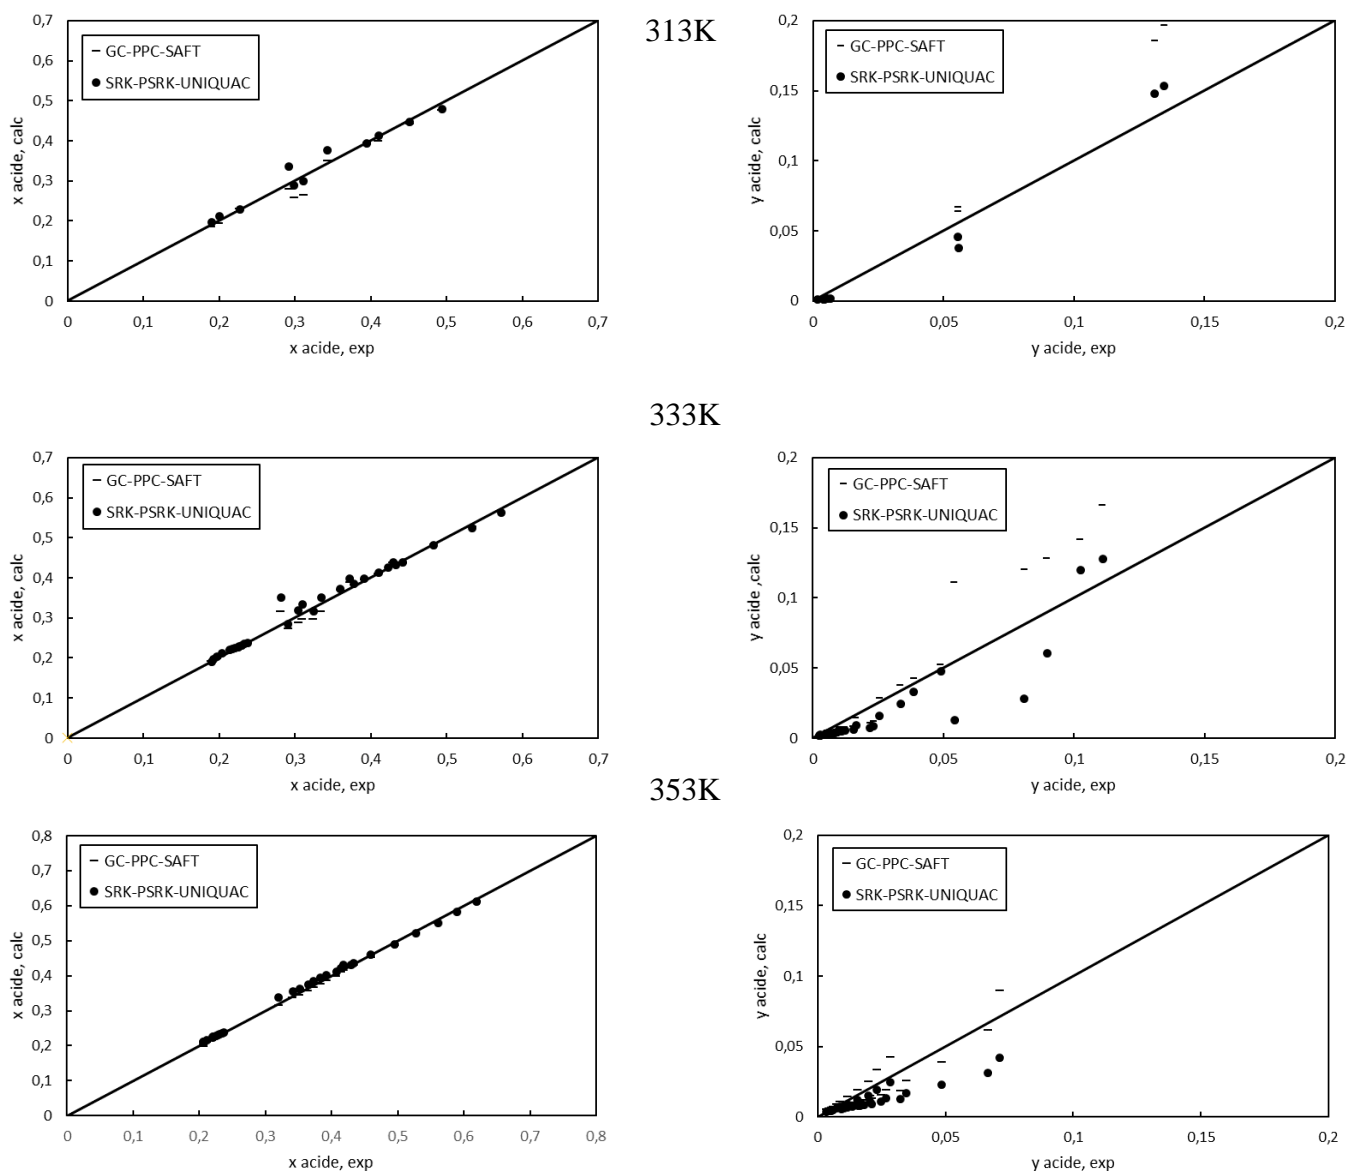 313K
x acide, calc
0,7
0,6
0,5
0,4
0,3
0,2
0,1
0
GC-PPC-SAFT
SRK-PSRK-UNIQUAC
0 0,1 0,2 0,3 0,4 0,5 0,6 0,7
x acide, exp
y acide, calc
0,2
0,15
0,1
0,05
0
GC-PPC-SAFT
SRK-PSRK-UNIQUAC
0 0,05 0,1 0,15 0,2
y acide, exp
333K
x acide, calc
0,7
0,6
0,5
0,4
0,3
0,2
0,1
0
GC-PPC-SAFT
SRK-PSRK-UNIQUAC
0 0,1 0,2 0,3 0,4 0,5 0,6 0,7
x acide, exp
y acide ,calc
0,2
0,15
0,1
0,05
0
GC-PPC-SAFT
SRK-PSRK-UNIQUAC
0 0,05 0,1 0,15 0,2
y acide, exp
353K
x acide, calc
0,8
0,7
0,6
0,5
0,4
0,3
0,2
0,1
0
GC-PPC-SAFT
SRK-PSRK-UNIQUAC
0 0,1 0,2 0,3 0,4 0,5 0,6 0,7 0,8
x acide, exp
y acide, calc
0,2
0,15
0,1
0,05
0
GC-PPC-SAFT
SRK-PSRK-UNIQUAC
0 0,05 0,1 0,15 0,2
y acide, exp